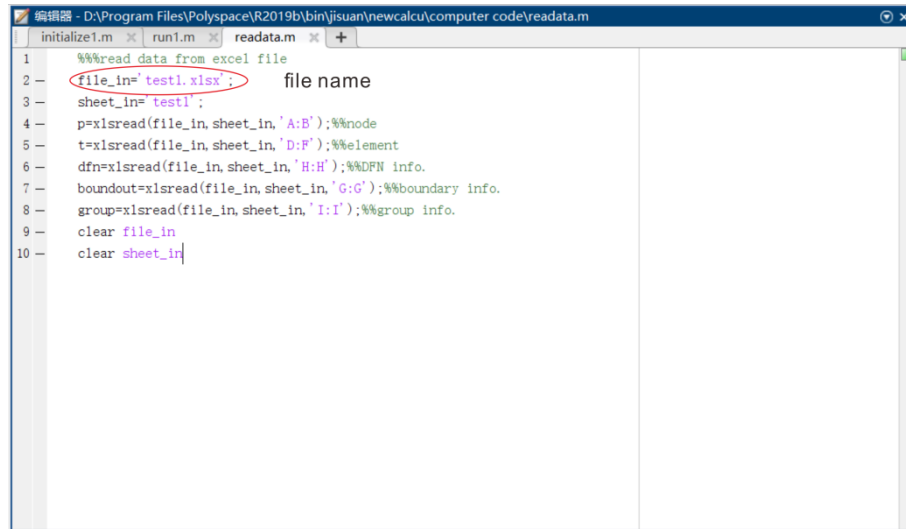 编辑器 - D:\Program Files\Polyspace\R2019b\bin\jisuan\newcalcu\computer code\readata.m
initialize1.m run1.m readata.m
1 %%%read data from excel file
2 — file_in='test1.xlsx'; file name
3 — sheet_in='test1';
4 — p=xlsread(file_in,sheet_in,'A:B');%%node
5 — t=xlsread(file_in,sheet_in,'D:F');%%element
6 — dfn=xlsread(file_in,sheet_in,'H:H');%%DFN info.
7 — boundout=xlsread(file_in,sheet_in,'G:G');%%boundary info.
8 — group=xlsread(file_in,sheet_in,'I:I');%%group info.
9 — clear file_in
10 — clear sheet_in